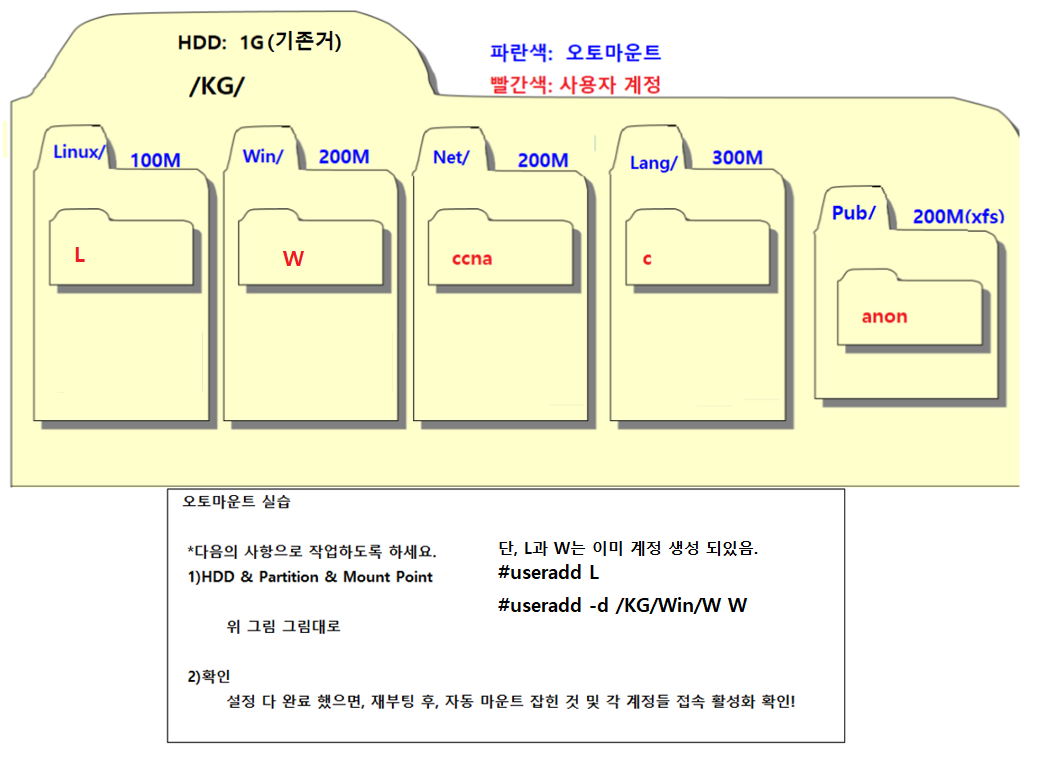 HDD: 1G(기존거)
/KG/
파란색: 오토마운트
빨간색: 사용자 계정
Linux/ 100M
Win/ 200M
Net/ 200M
Lang/ 300M
Pub/ 200M(xfs)
L
W
ccna
c
anon
오토마운트 실습
*다음의 사항으로 작업하도록 하세요.
1)HDD & Partition & Mount Point
위 그림 그림대로
2)확인
설정 다 완료 했으면, 재부팅 후, 자동 마운트 잡힌 것 및 각 계정들 접속 활성화 확인!
단, L과 W는 이미 계정 생성 되있음.
#useradd L
#useradd -d /KG/Win/W W